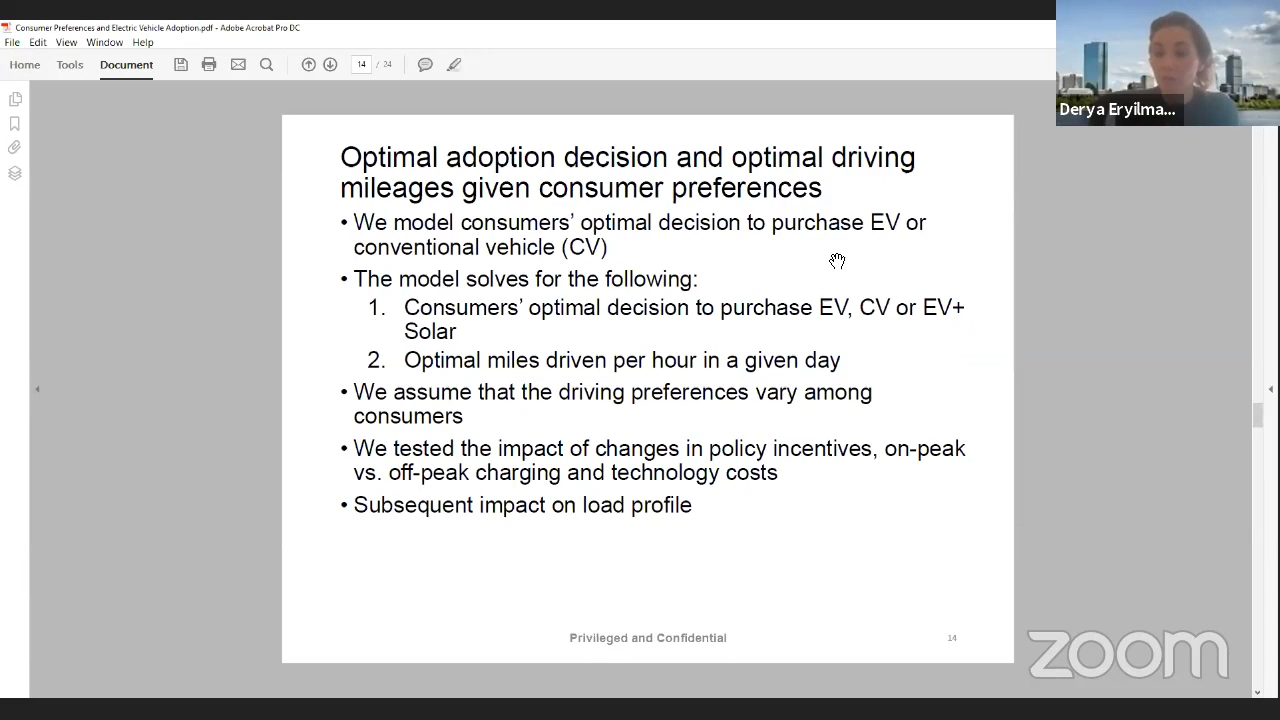 Consumer Preferences and Electric Vehicle Adoption.pdf - Adobe Acrobat Pro DC
File Edit View Window Help
Home Tools Document 14 / 24
Derya Eryilma...
Optimal adoption decision and optimal driving
mileages given consumer preferences
• We model consumers’ optimal decision to purchase EV or
conventional vehicle (CV)
• The model solves for the following:
1. Consumers’ optimal decision to purchase EV, CV or EV+
Solar
2. Optimal miles driven per hour in a given day
• We assume that the driving preferences vary among
consumers
• We tested the impact of changes in policy incentives, on-peak
vs. off-peak charging and technology costs
• Subsequent impact on load profile
Privileged and Confidential 14
zoom